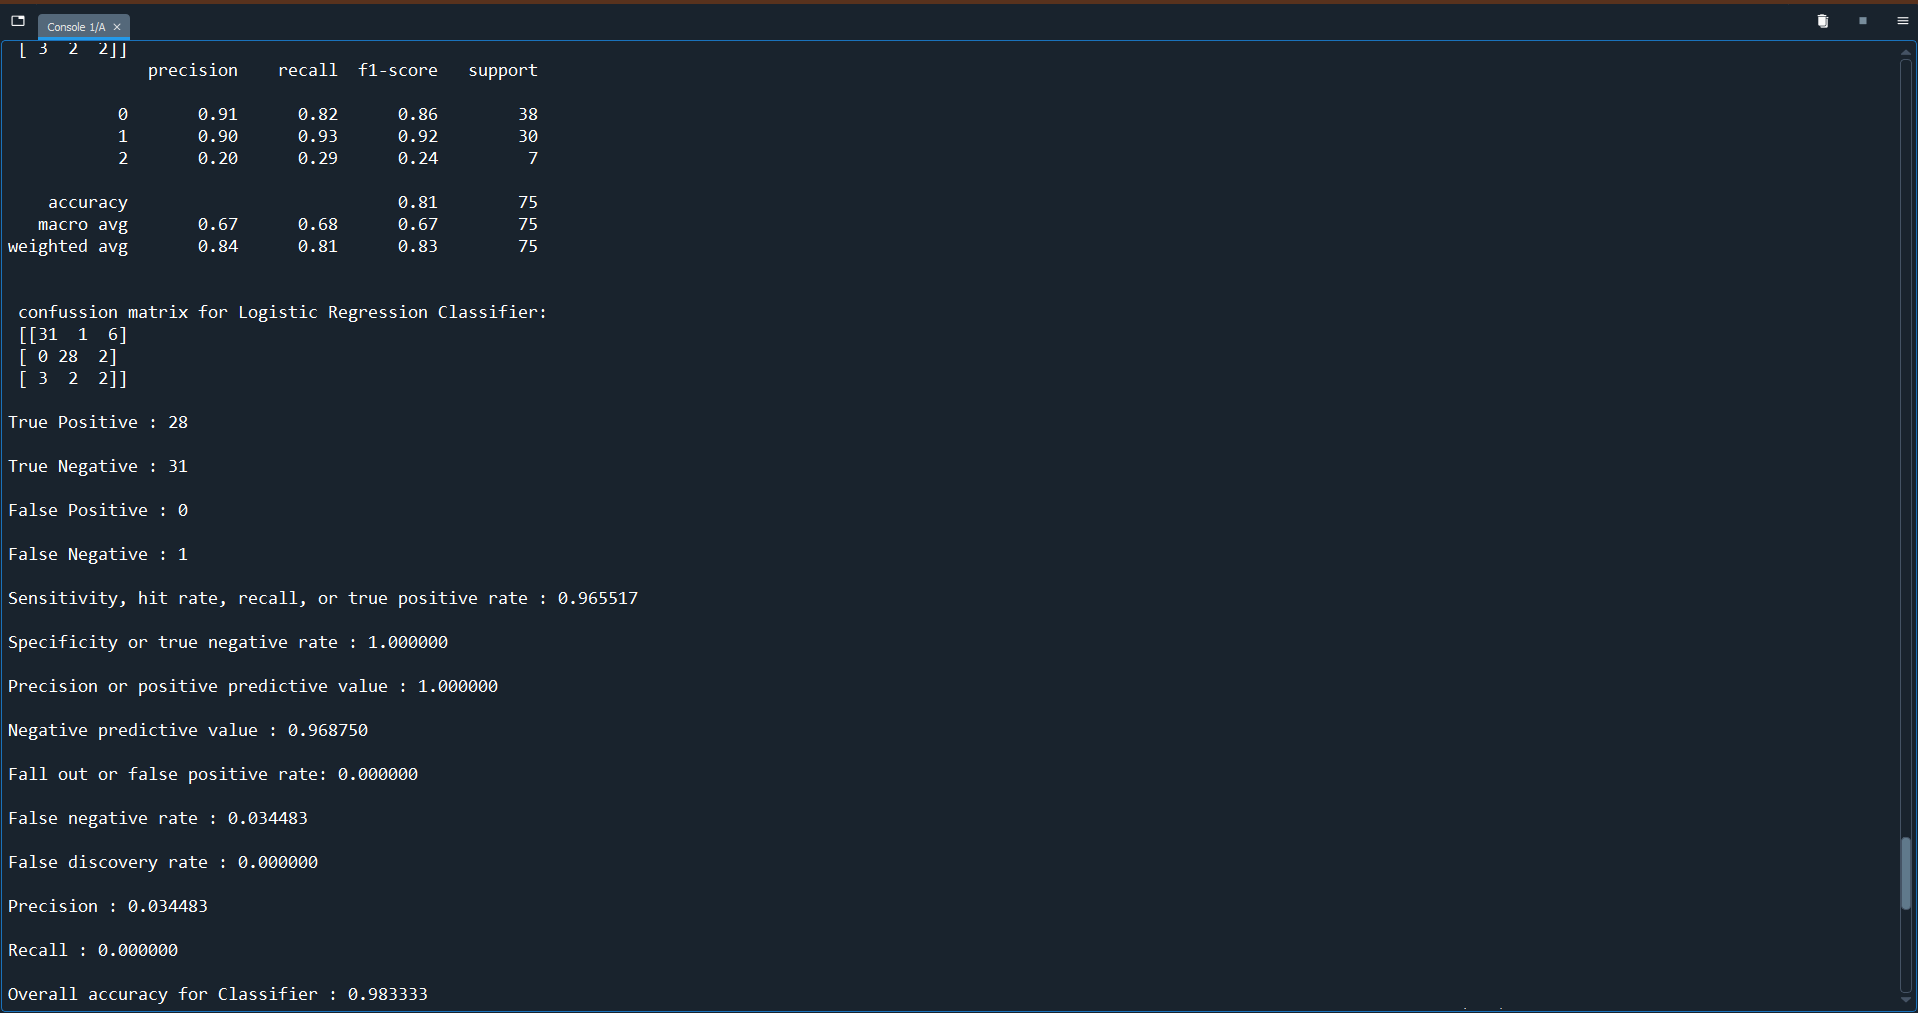 Console 1/A
[ 3  2  2]]
precision    recall  f1-score   support
0       0.91      0.82      0.86        38
1       0.90      0.93      0.92        30
2       0.20      0.29      0.24         7
accuracy                           0.81        75
macro avg       0.67      0.68      0.67        75
weighted avg       0.84      0.81      0.83        75
confussion matrix for Logistic Regression Classifier:
[[31  1  6]
[ 0 28  2]
[ 3  2  2]]
True Positive : 28
True Negative : 31
False Positive : 0
False Negative : 1
Sensitivity, hit rate, recall, or true positive rate : 0.965517
Specificity or true negative rate : 1.000000
Precision or positive predictive value : 1.000000
Negative predictive value : 0.968750
Fall out or false positive rate: 0.000000
False negative rate : 0.034483
False discovery rate : 0.000000
Precision : 0.034483
Recall : 0.000000
Overall accuracy for Classifier : 0.983333